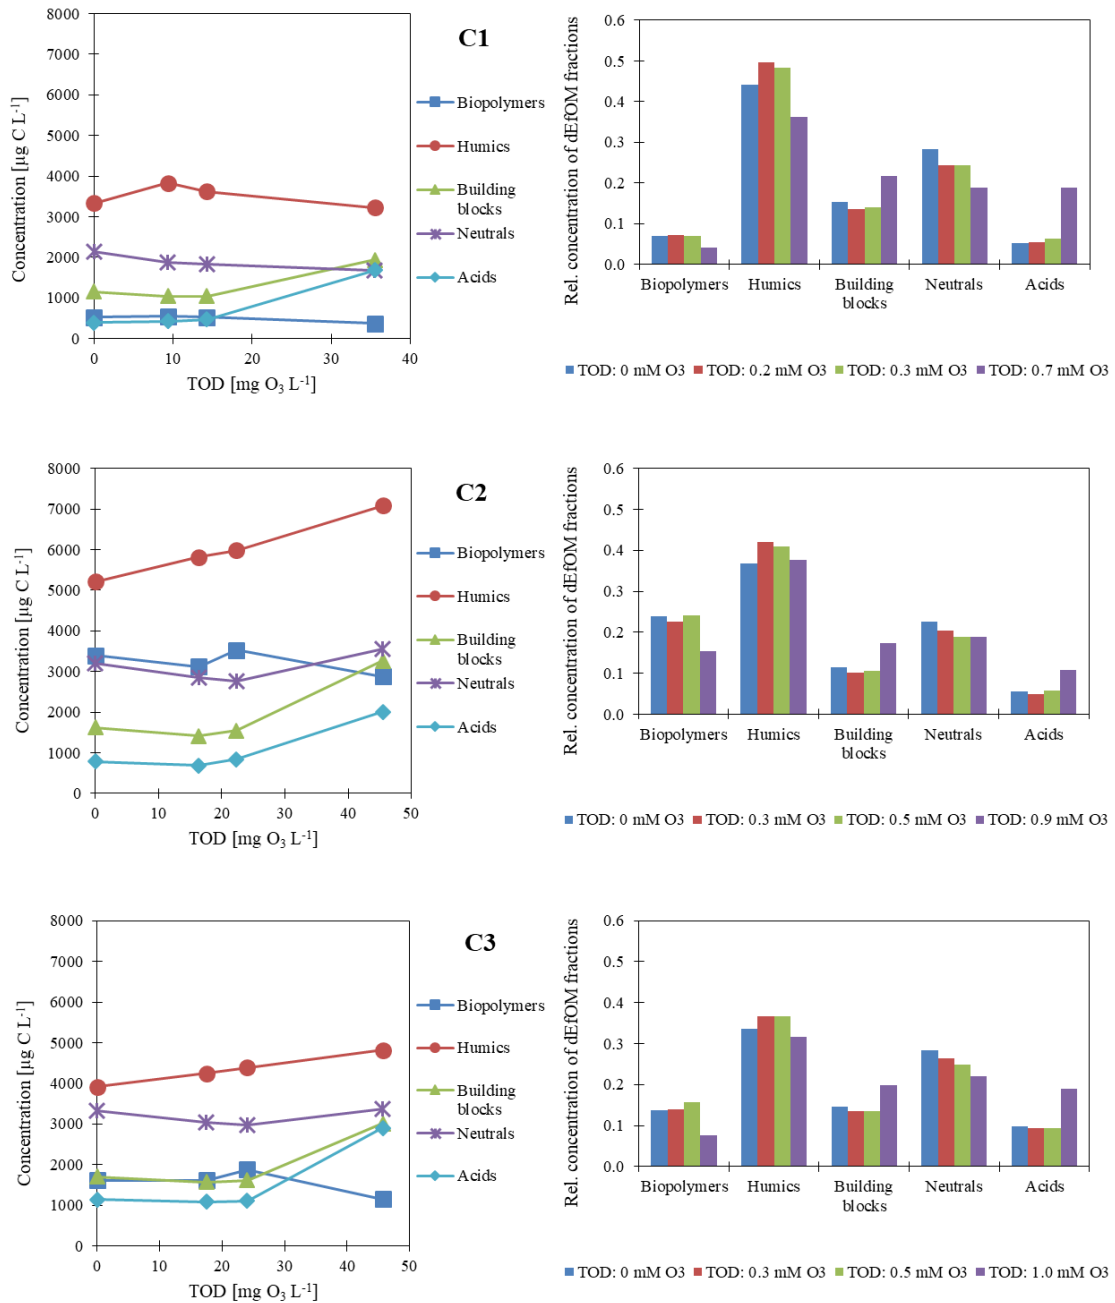 C1
Concentration [µg C L-1]
8000
7000
6000
5000
4000
3000
2000
1000
0
0 10 20 30 40
TOD [mg O3 L-1]
Biopolymers
Humics
Building
blocks
Neutrals
Acids
Rel. concentration of dEfOM fractions
0.6
0.5
0.4
0.3
0.2
0.1
0.0
Biopolymers Humics Building Neutrals Acids
blocks
TOD: 0 mM O3 TOD: 0.2 mM O3 TOD: 0.3 mM O3 TOD: 0.7 mM O3
C2
Concentration [µg C L-1]
8000
7000
6000
5000
4000
3000
2000
1000
0
0 10 20 30 40 50
TOD [mg O3 L-1]
Biopolymers
Humics
Building
blocks
Neutrals
Acids
Rel. concentration of dEfOM fractions
0.6
0.5
0.4
0.3
0.2
0.1
0.0
Biopolymers Humics Building Neutrals Acids
blocks
TOD: 0 mM O3 TOD: 0.3 mM O3 TOD: 0.5 mM O3 TOD: 0.9 mM O3
C3
Concentration [µg C L-1]
8000
7000
6000
5000
4000
3000
2000
1000
0
0 10 20 30 40 50
TOD [mg O3 L-1]
Biopolymers
Humics
Building
blocks
Neutrals
Acids
Rel. concentration of dEfOM fractions
0.6
0.5
0.4
0.3
0.2
0.1
0.0
Biopolymers Humics Building Neutrals Acids
blocks
TOD: 0 mM O3 TOD: 0.3 mM O3 TOD: 0.5 mM O3 TOD: 1.0 mM O3